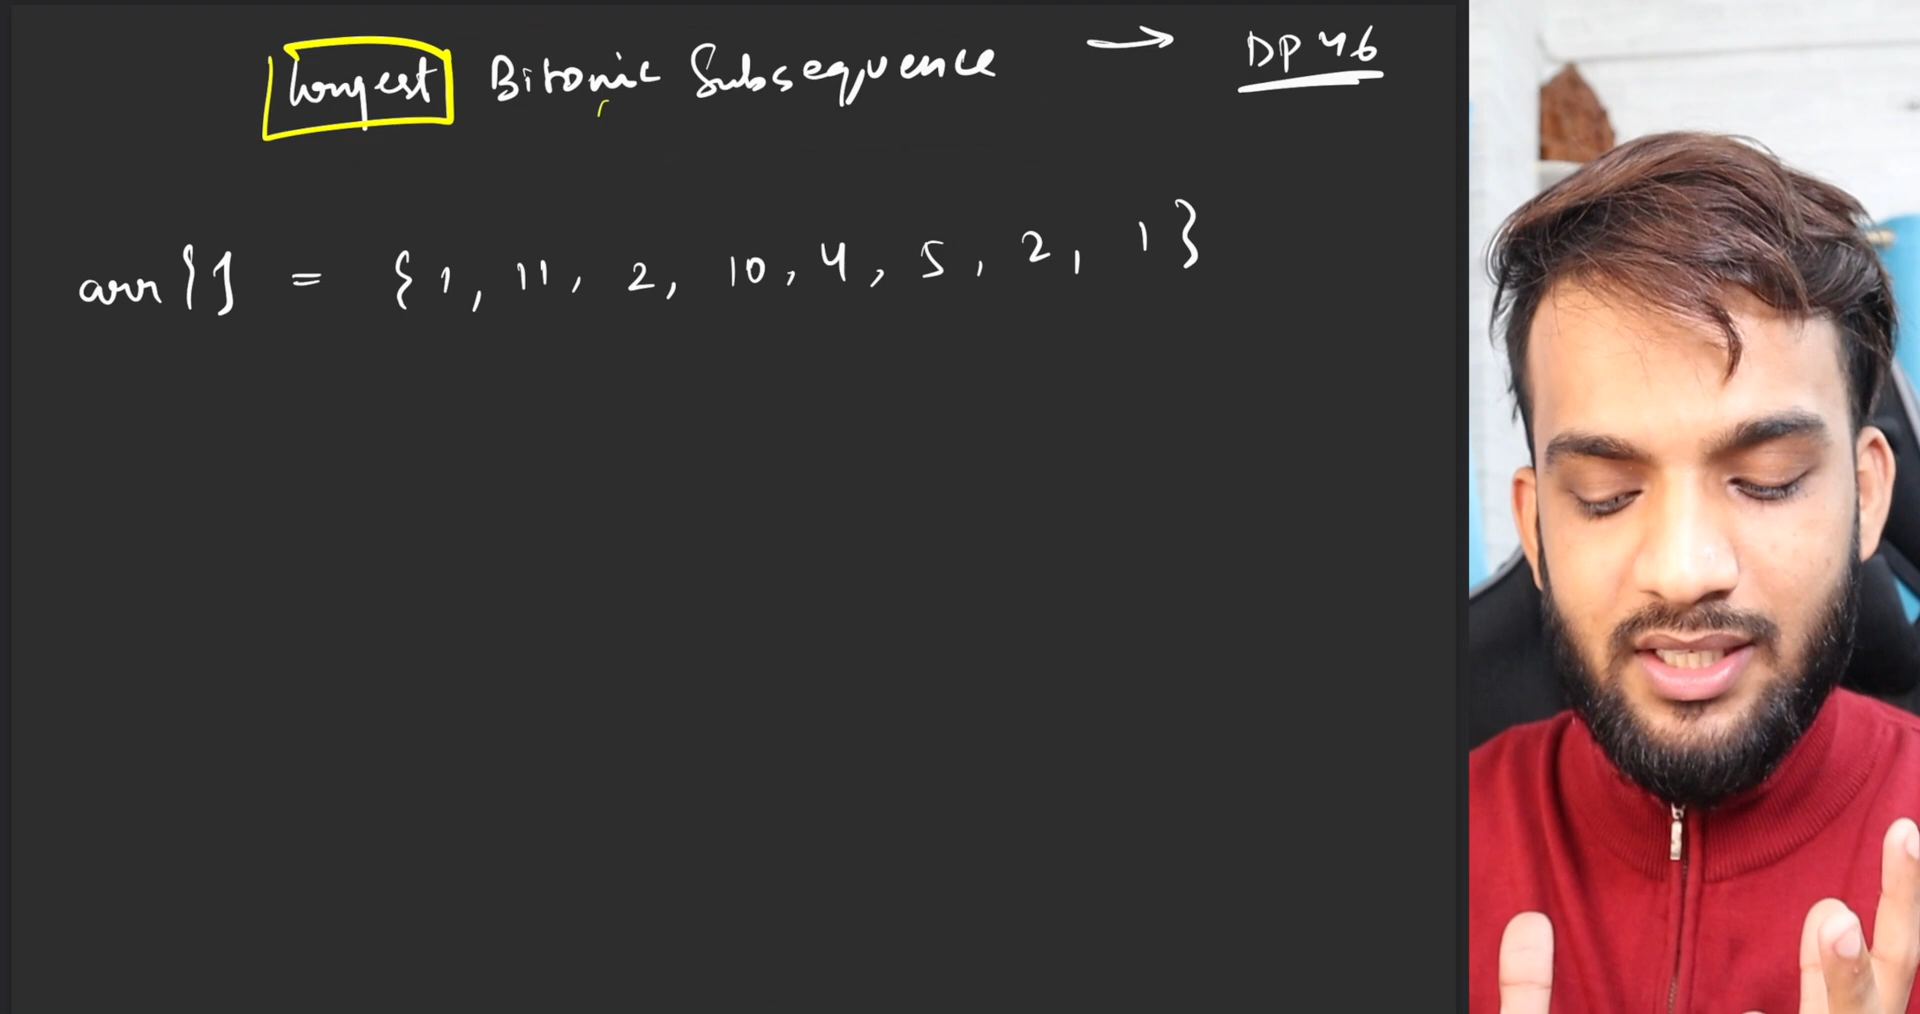 Longest Bitonic Subsequence → DP 46
arr[] = {1, 11, 2, 10, 4, 5, 2, 1}